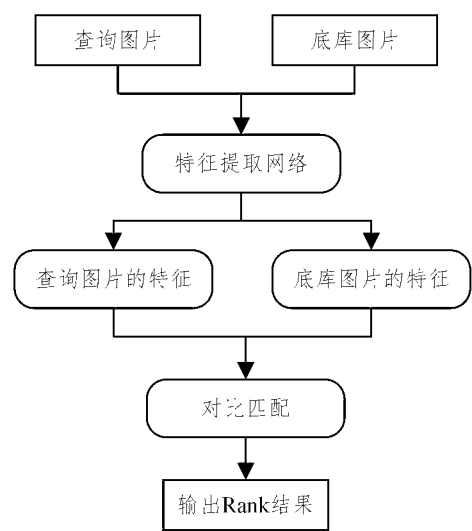 查询图片
底库图片
特征提取网络
查询图片的特征
底库图片的特征
对比匹配
输出Rank结果